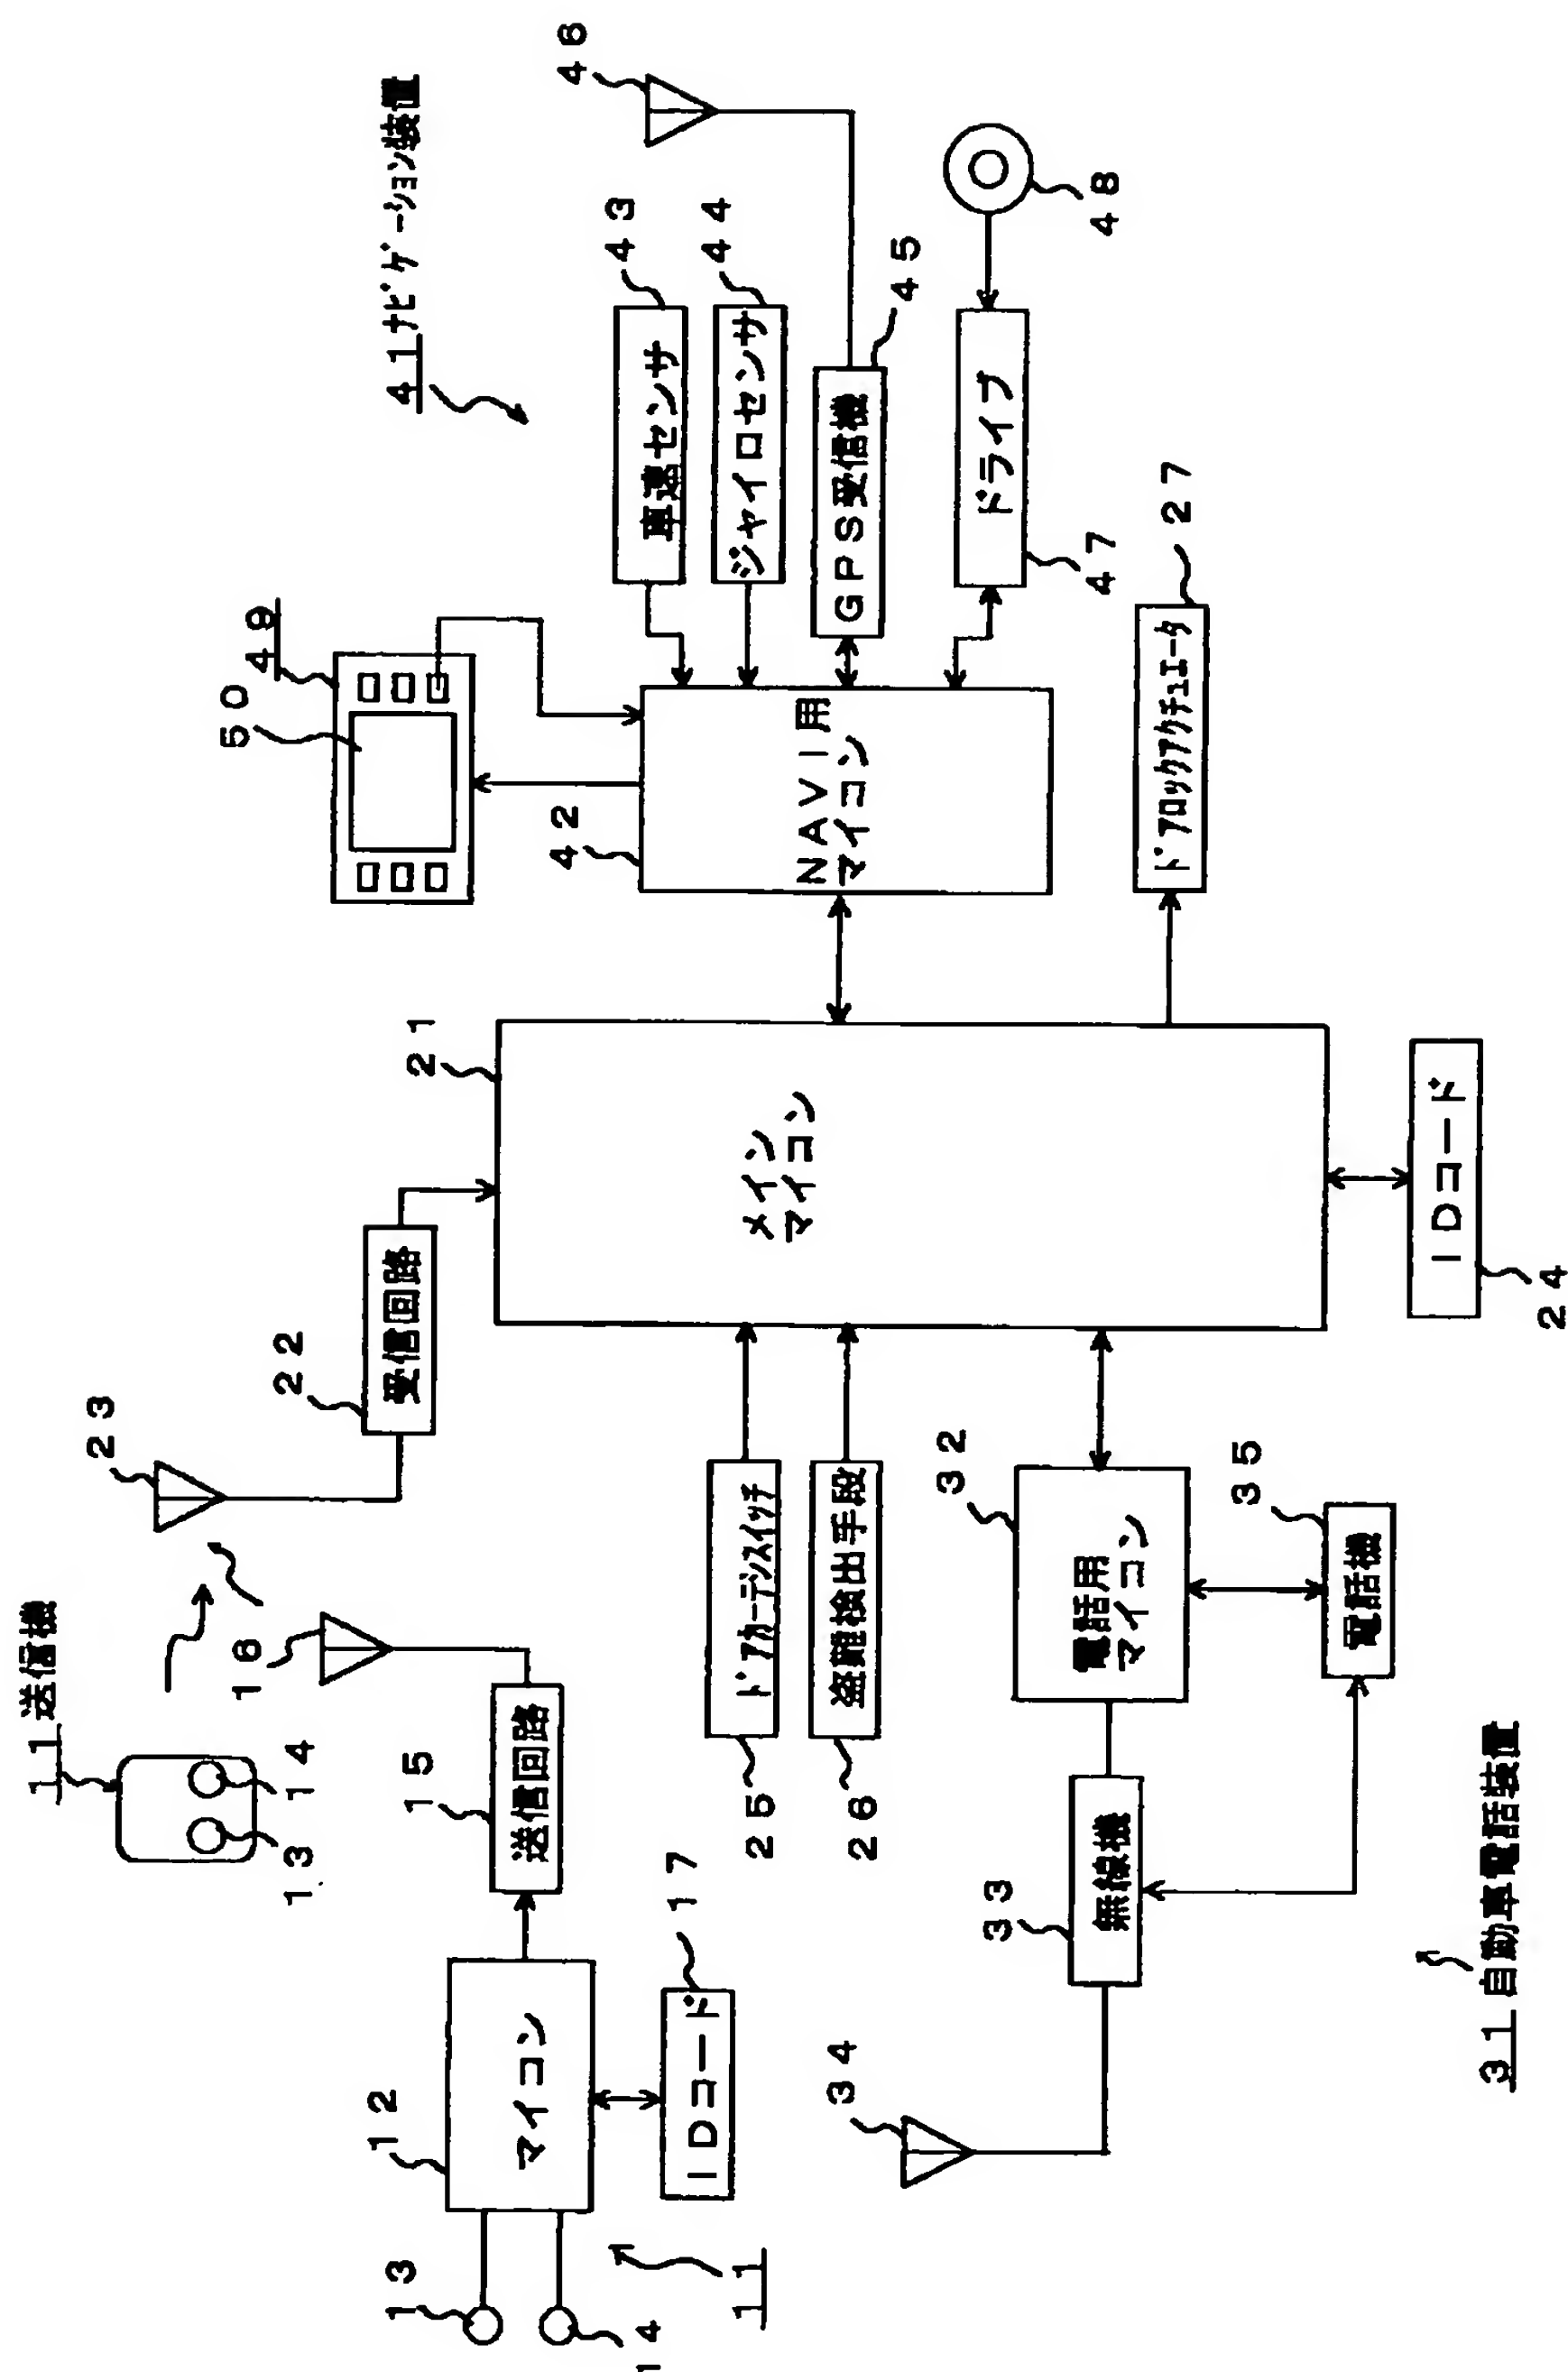 11 送信機
13
14
13
14
12
マイコン
17
IDコード
11
15
送信回路
16
23
22
受信回路
21
メイン
マイコン
24
IDコード
25
ドアカーテシスイッチ
26
盗難検出手段
27
ドアロックアクチュエータ
31 自動車電話装置
32
電話用
マイコン
33
無線機
34
35
電話機
41 ナビゲーション装置
42
NAVI用
マイコン
43
車速センサ
44
ジャイロセンサ
45
GPS受信機
46
47
ドライブ
48
49
50